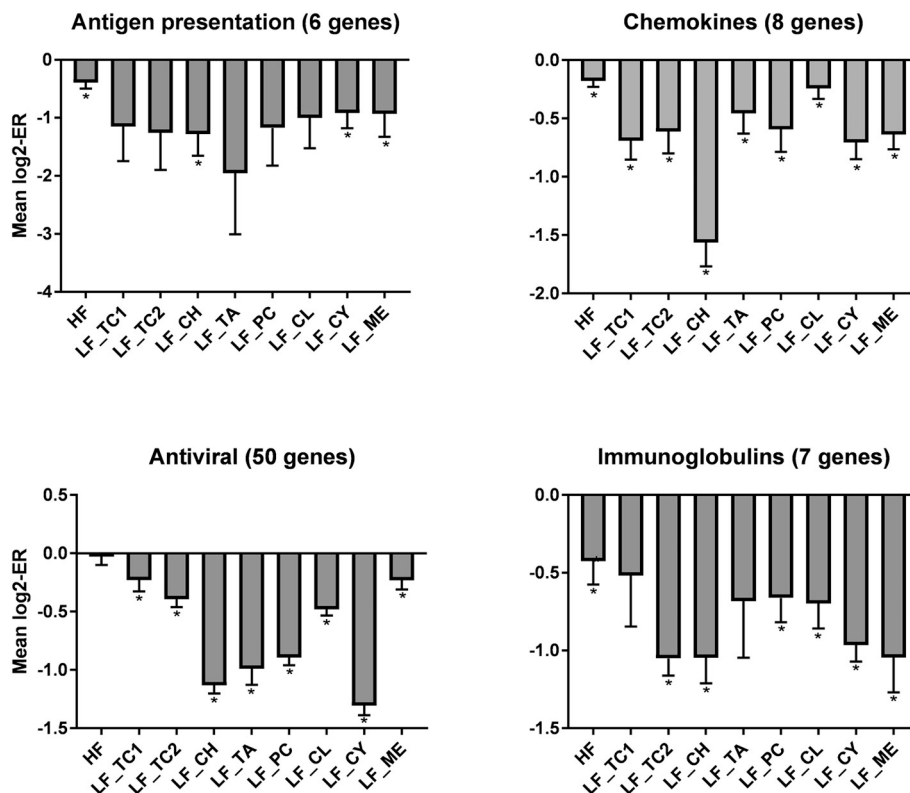 Antigen presentation (6 genes)
Mean log2-ER
0
-1
-2
-3
-4
*
*
*
*
HF
LF_TC1
LF_TC2
LF_CH
LF_TA
LF_PC
LF_CL
LF_CY
LF_ME
Chemokines (8 genes)
0.0
-0.5
-1.0
-1.5
-2.0
*
*
*
*
*
*
*
*
*
HF
LF_TC1
LF_TC2
LF_CH
LF_TA
LF_PC
LF_CL
LF_CY
LF_ME
Antiviral (50 genes)
Mean log2-ER
0.5
0.0
-0.5
-1.0
-1.5
*
*
*
*
*
*
*
*
HF
LF_TC1
LF_TC2
LF_CH
LF_TA
LF_PC
LF_CL
LF_CY
LF_ME
Immunoglobulins (7 genes)
0.0
-0.5
-1.0
-1.5
*
*
*
*
*
*
*
HF
LF_TC1
LF_TC2
LF_CH
LF_TA
LF_PC
LF_CL
LF_CY
LF_ME